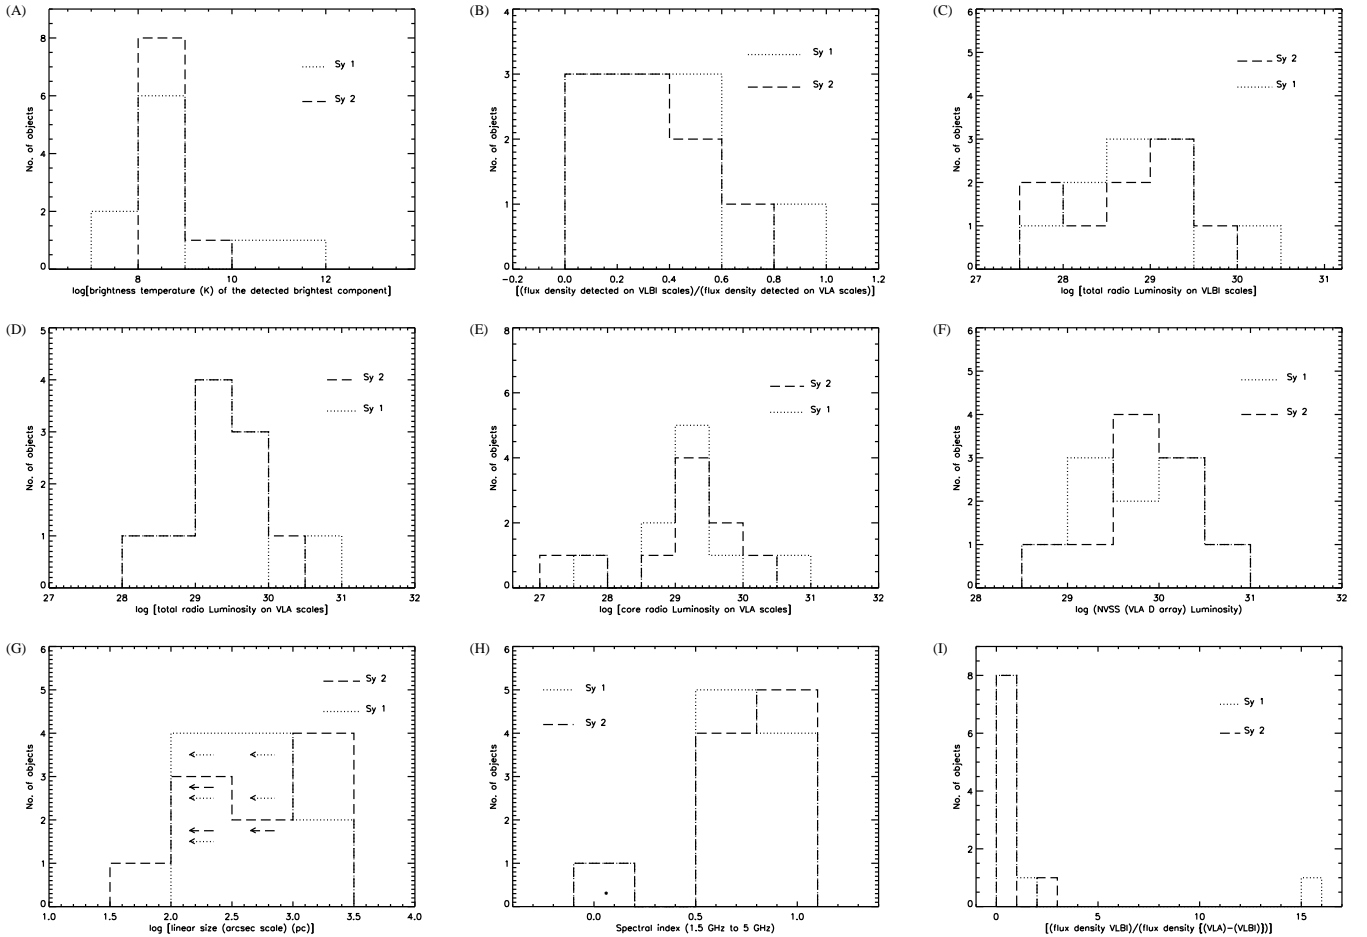 (A)
8
6
4
2
0
No. of objects
Sy 1
Sy 2
8
10
12
log[brightness temperature (K) of the detected brightest component]
(B)
4
3
2
1
0
No. of objects
Sy 1
Sy 2
−0.2 0.0 0.2 0.4 0.6 0.8 1.0 1.2
[(flux density detected on VLBI scales)/(flux density detected on VLA scales)]
(C)
6
5
4
3
2
1
0
No. of objects
Sy 2
Sy 1
27 28 29 30 31
log [total radio Luminosity on VLBI scales]
(D)
5
4
3
2
1
0
No. of objects
Sy 2
Sy 1
27 28 29 30 31 32
log [total radio Luminosity on VLA scales]
(E)
8
6
4
2
0
No. of objects
Sy 2
Sy 1
27 28 29 30 31 32
log [core radio Luminosity on VLA scales]
(F)
6
5
4
3
2
1
0
No. of objects
Sy 1
Sy 2
28 29 30 31 32
log (NVSS (VLA D array) Luminosity)
(G)
6
5
4
3
2
1
0
No. of objects
Sy 2
Sy 1
1.0 1.5 2.0 2.5 3.0 3.5 4.0
log [linear size (arcsec scale) (pc)]
(H)
6
5
4
3
2
1
0
No. of objects
Sy 1
Sy 2
0.0 0.5 1.0
Spectral index (1.5 GHz to 5 GHz)
(I)
8
6
4
2
0
No. of objects
Sy 1
Sy 2
0 5 10 15
[(flux density VLBI)/(flux density {(VLA)−(VLBI)})]